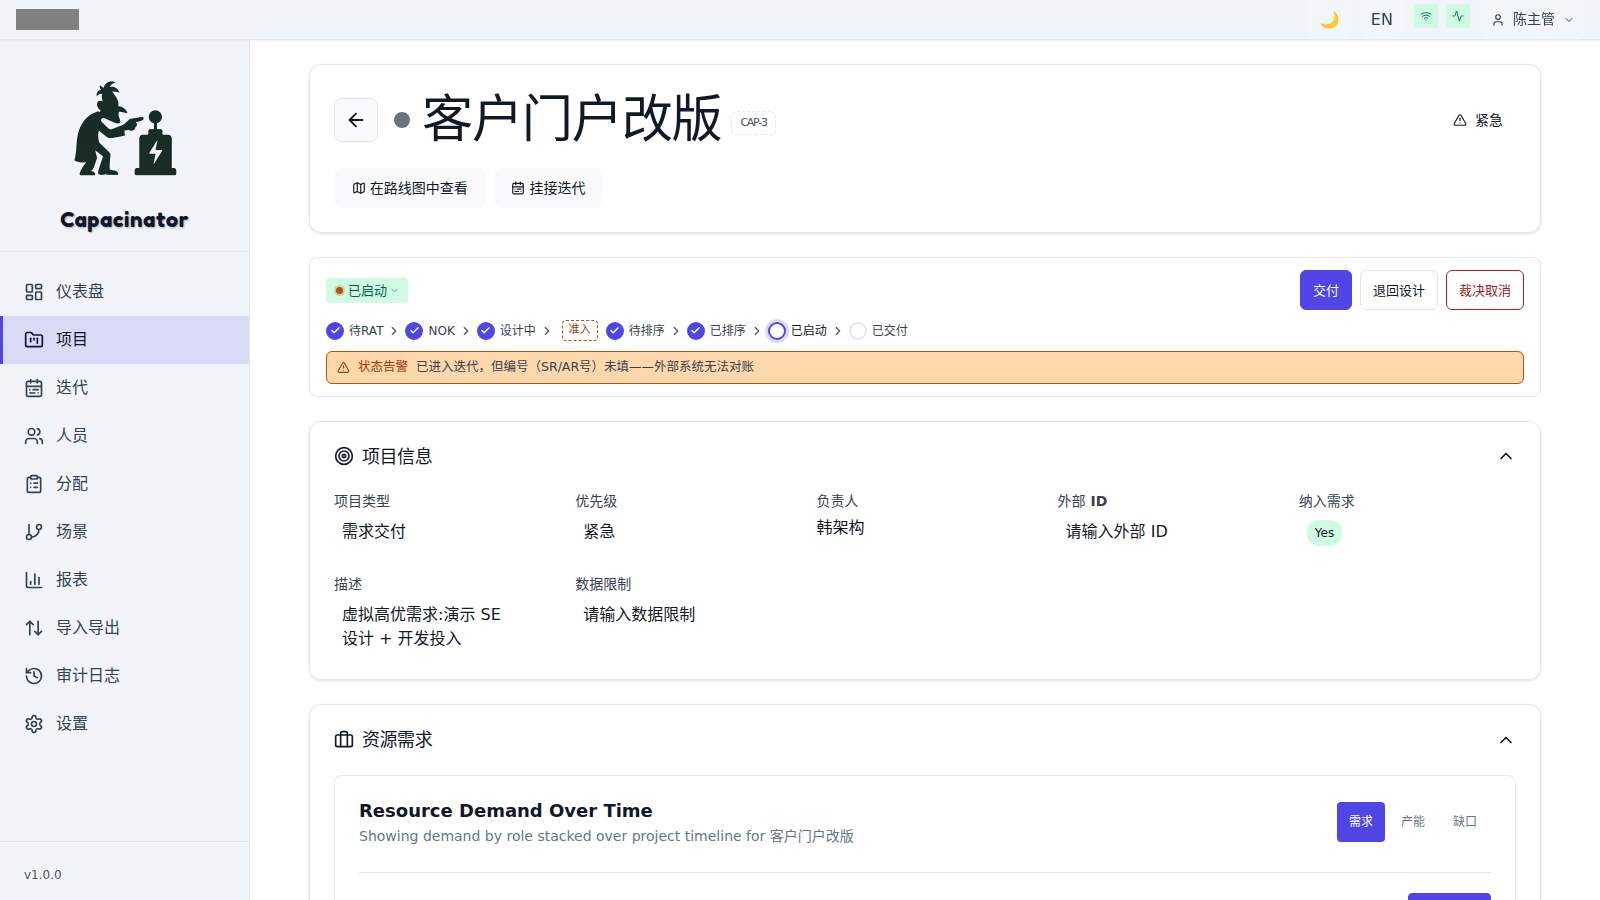 EN
陈主管
Capacinator
仪表盘
项目
迭代
人员
分配
场景
报表
导入导出
审计日志
设置
v1.0.0
客户门户改版
CAP-3
紧急
在路线图中查看
挂接迭代
已启动
交付
退回设计
裁决取消
待RAT
NOK
设计中
准入
待排序
已排序
已启动
已交付
状态告警 已进入迭代，但编号（SR/AR号）未填——外部系统无法对账
项目信息
项目类型
优先级
负责人
外部 ID
纳入需求
需求交付
紧急
韩架构
请输入外部 ID
Yes
描述
数据限制
虚拟高优需求:演示 SE
设计 + 开发投入
请输入数据限制
资源需求
Resource Demand Over Time
Showing demand by role stacked over project timeline for 客户门户改版
需求
产能
缺口